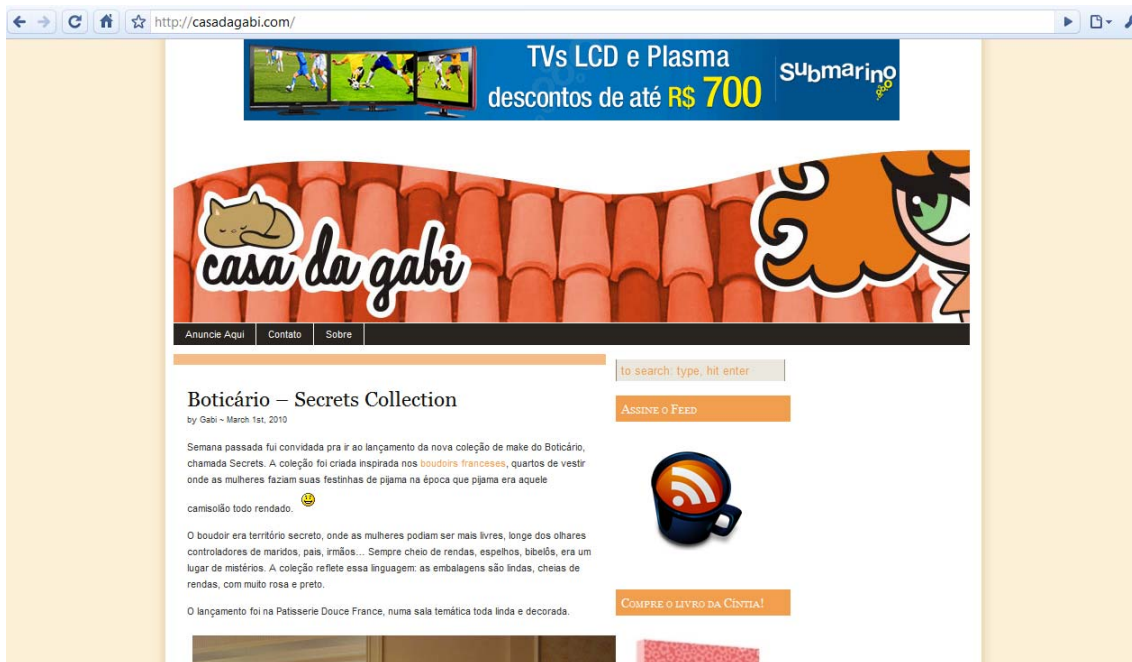 http://casadagabi.com/
TVs LCD e Plasma
descontos de até R$ 700
submarino
casa da gabi
Anuncie Aqui
Contato
Sobre
to search: type, hit enter
Boticário – Secrets Collection
by Gabi ~ March 1st, 2010
Semana passada fui convidada pra ir ao lançamento da nova coleção de make do Boticário,
chamada Secrets. A coleção foi criada inspirada nos boudoirs franceses, quartos de vestir
onde as mulheres faziam suas festinhas de pijama na época que pijama era aquele
camisolão todo rendado.
O boudoir era território secreto, onde as mulheres podiam ser mais livres, longe dos olhares
controladores de maridos, pais, irmãos... Sempre cheio de rendas, espelhos, bibelôs, era um
lugar de mistérios. A coleção reflete essa linguagem: as embalagens são lindas, cheias de
rendas, com muito rosa e preto.
O lançamento foi na Patisserie Douce France, numa sala temática toda linda e decorada.
Assine o Feed
Compre o livro da Cíntia!